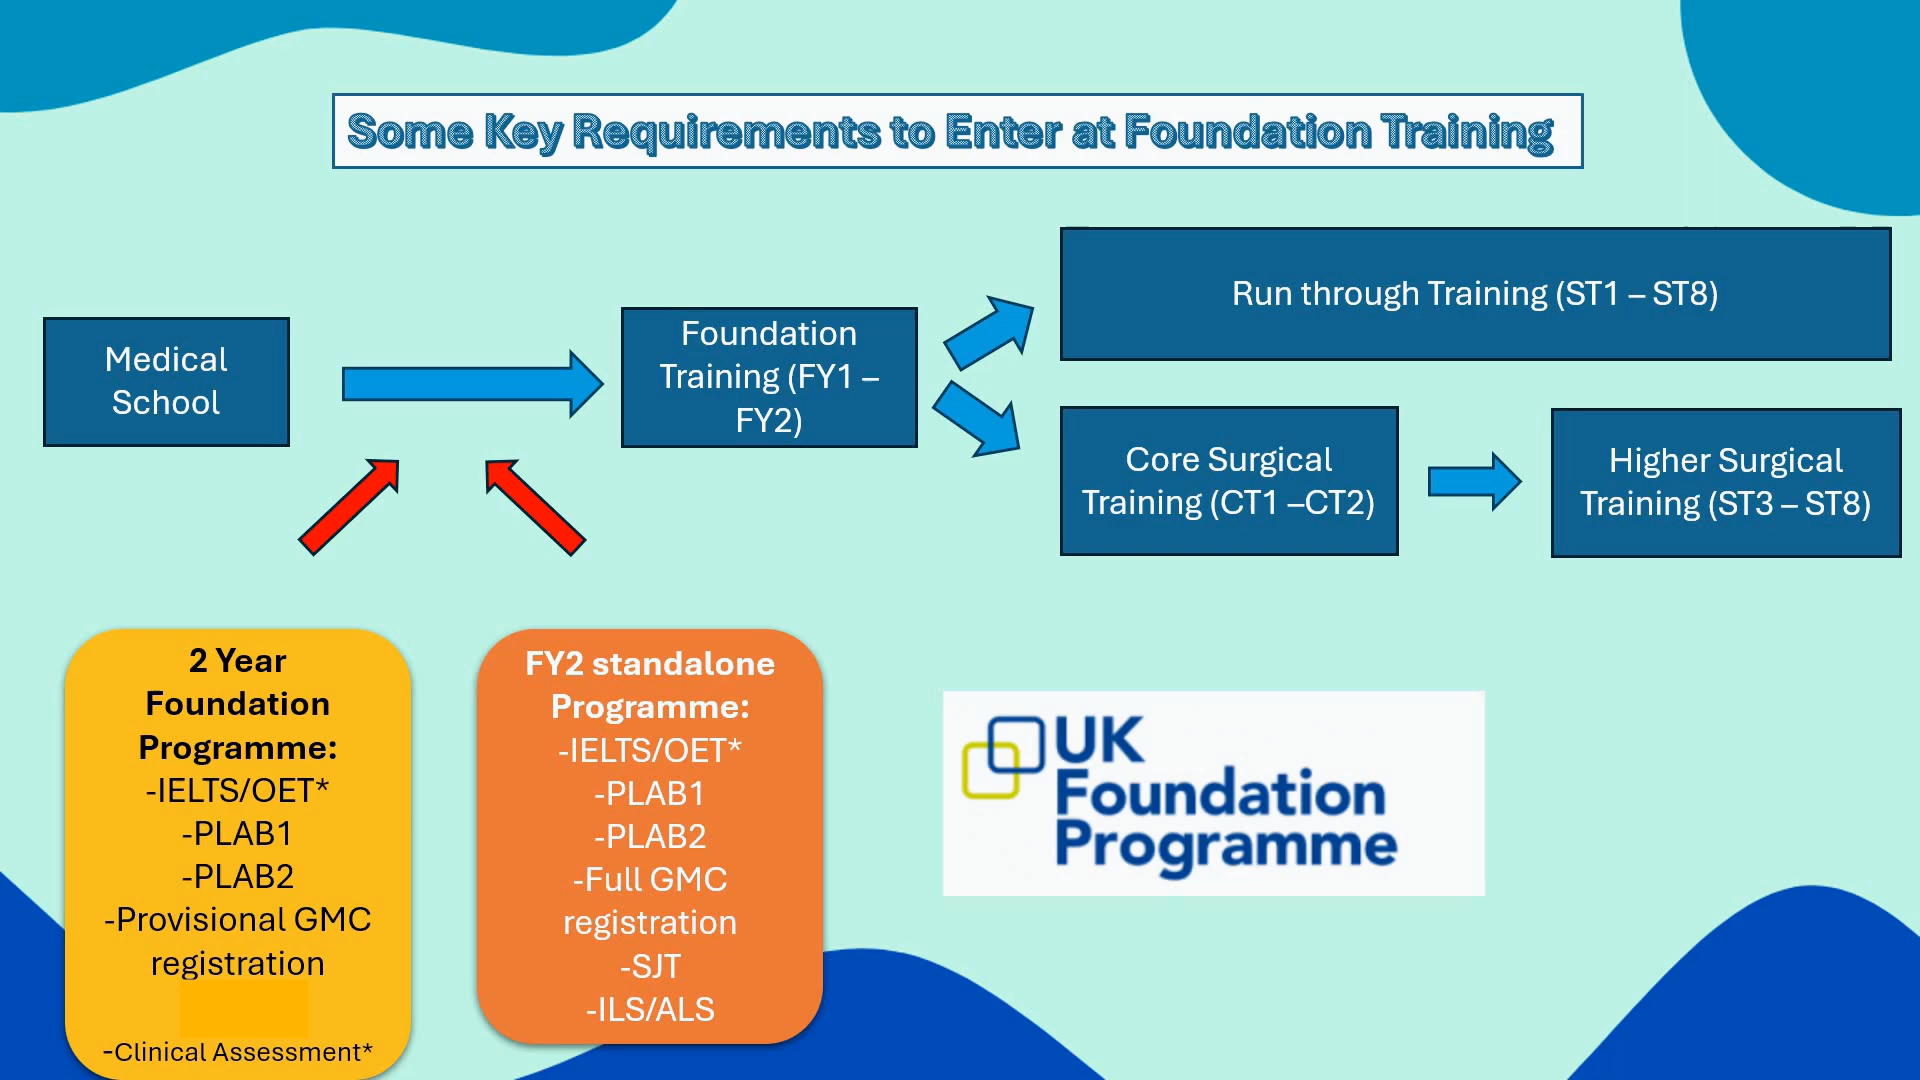 Some Key Requirements to Enter at Foundation Training
Medical
School
Foundation
Training (FY1 –
FY2)
Run through Training (ST1 – ST8)
Core Surgical
Training (CT1 –CT2)
Higher Surgical
Training (ST3 – ST8)
2 Year
Foundation
Programme:
-IELTS/OET*
-PLAB1
-PLAB2
-Provisional GMC
registration
-Clinical Assessment*
FY2 standalone
Programme:
-IELTS/OET*
-PLAB1
-PLAB2
-Full GMC
registration
-SJT
-ILS/ALS
UK
Foundation
Programme